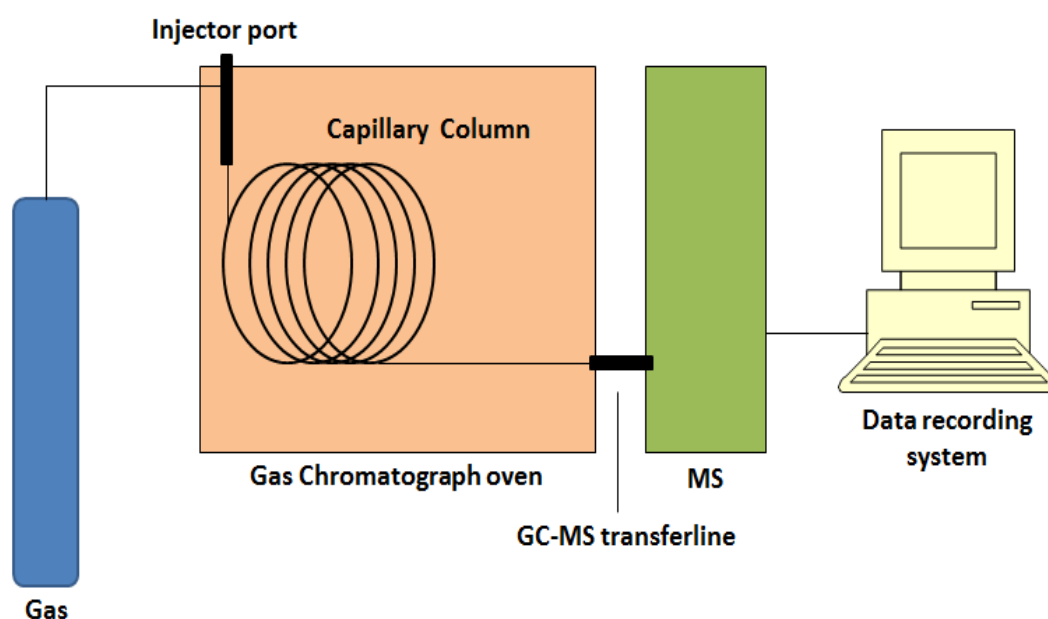 Injector port
Capillary Column
Data recording
system
Gas Chromatograph oven
MS
GC-MS transferline
Gas